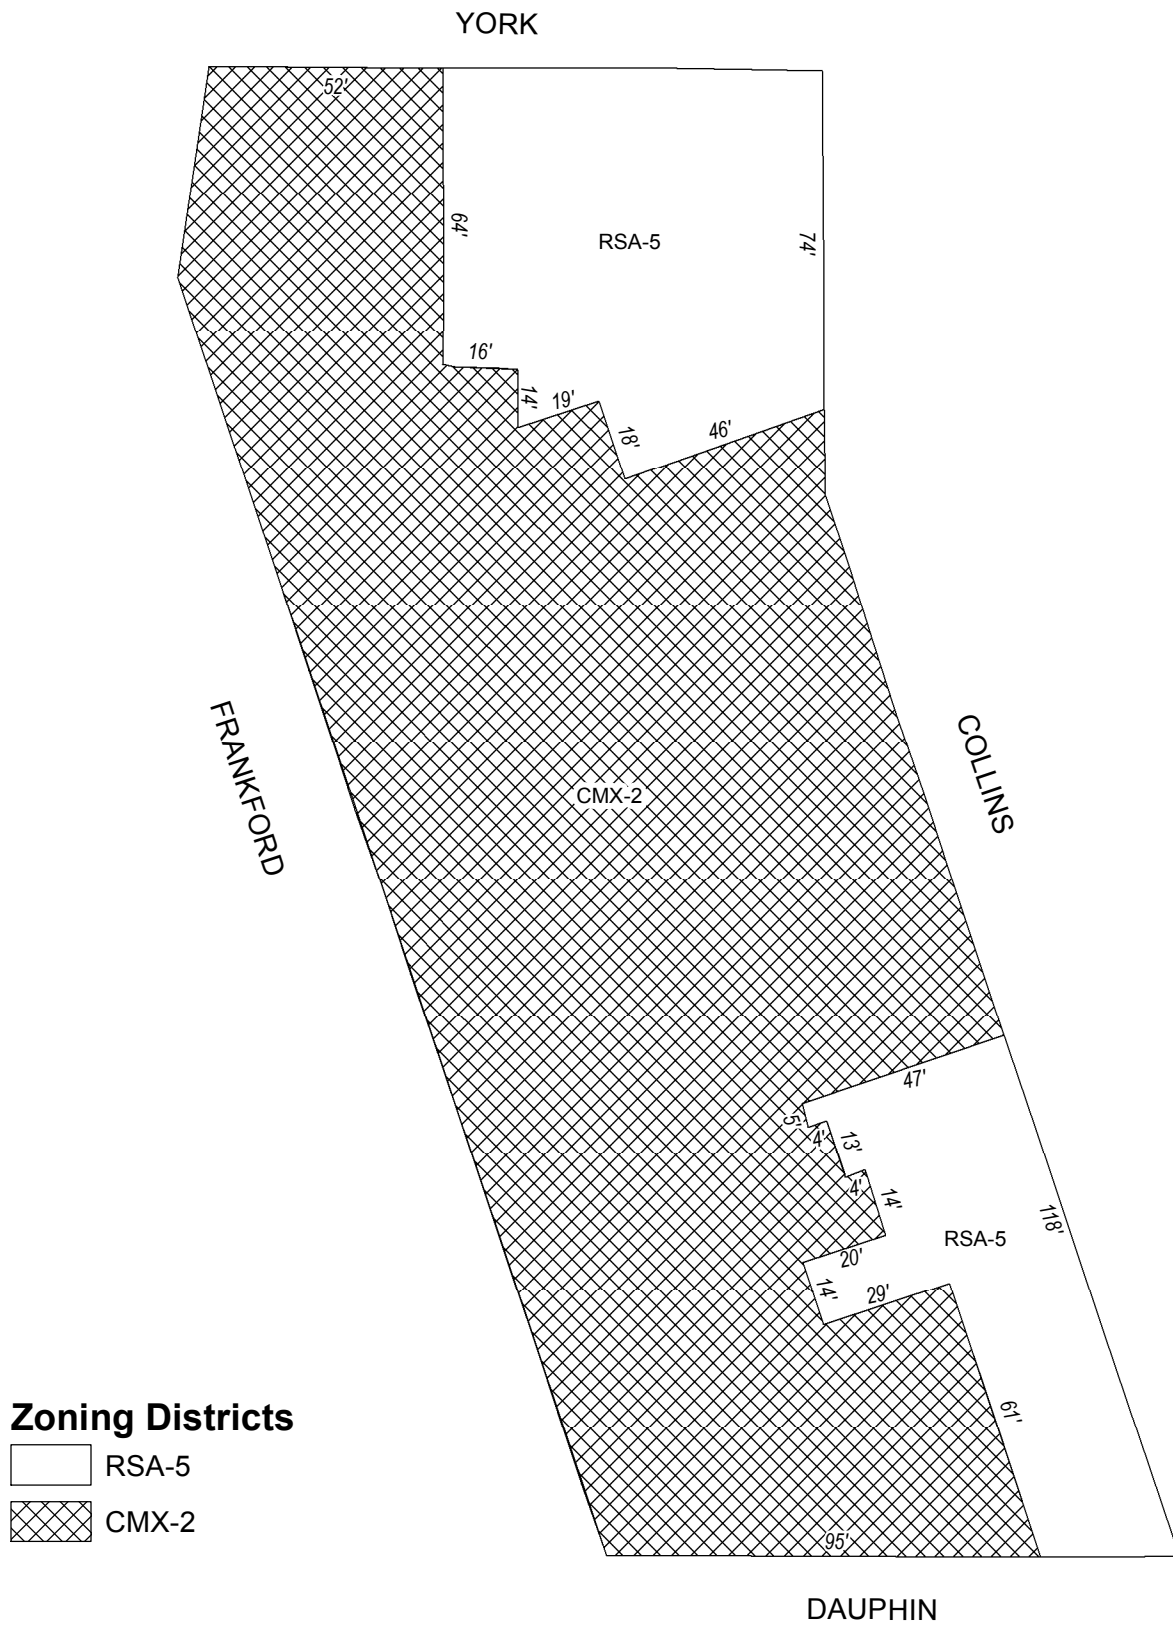 YORK
52'
64'
RSA-5
74'
16'
14'
19'
18'
46'
FRANKFORD
COLLINS
CMX-2
47'
5'
4'
13'
4'
14'
118'
RSA-5
20'
14'
29'
61'
Zoning Districts
RSA-5
CMX-2
95'
DAUPHIN